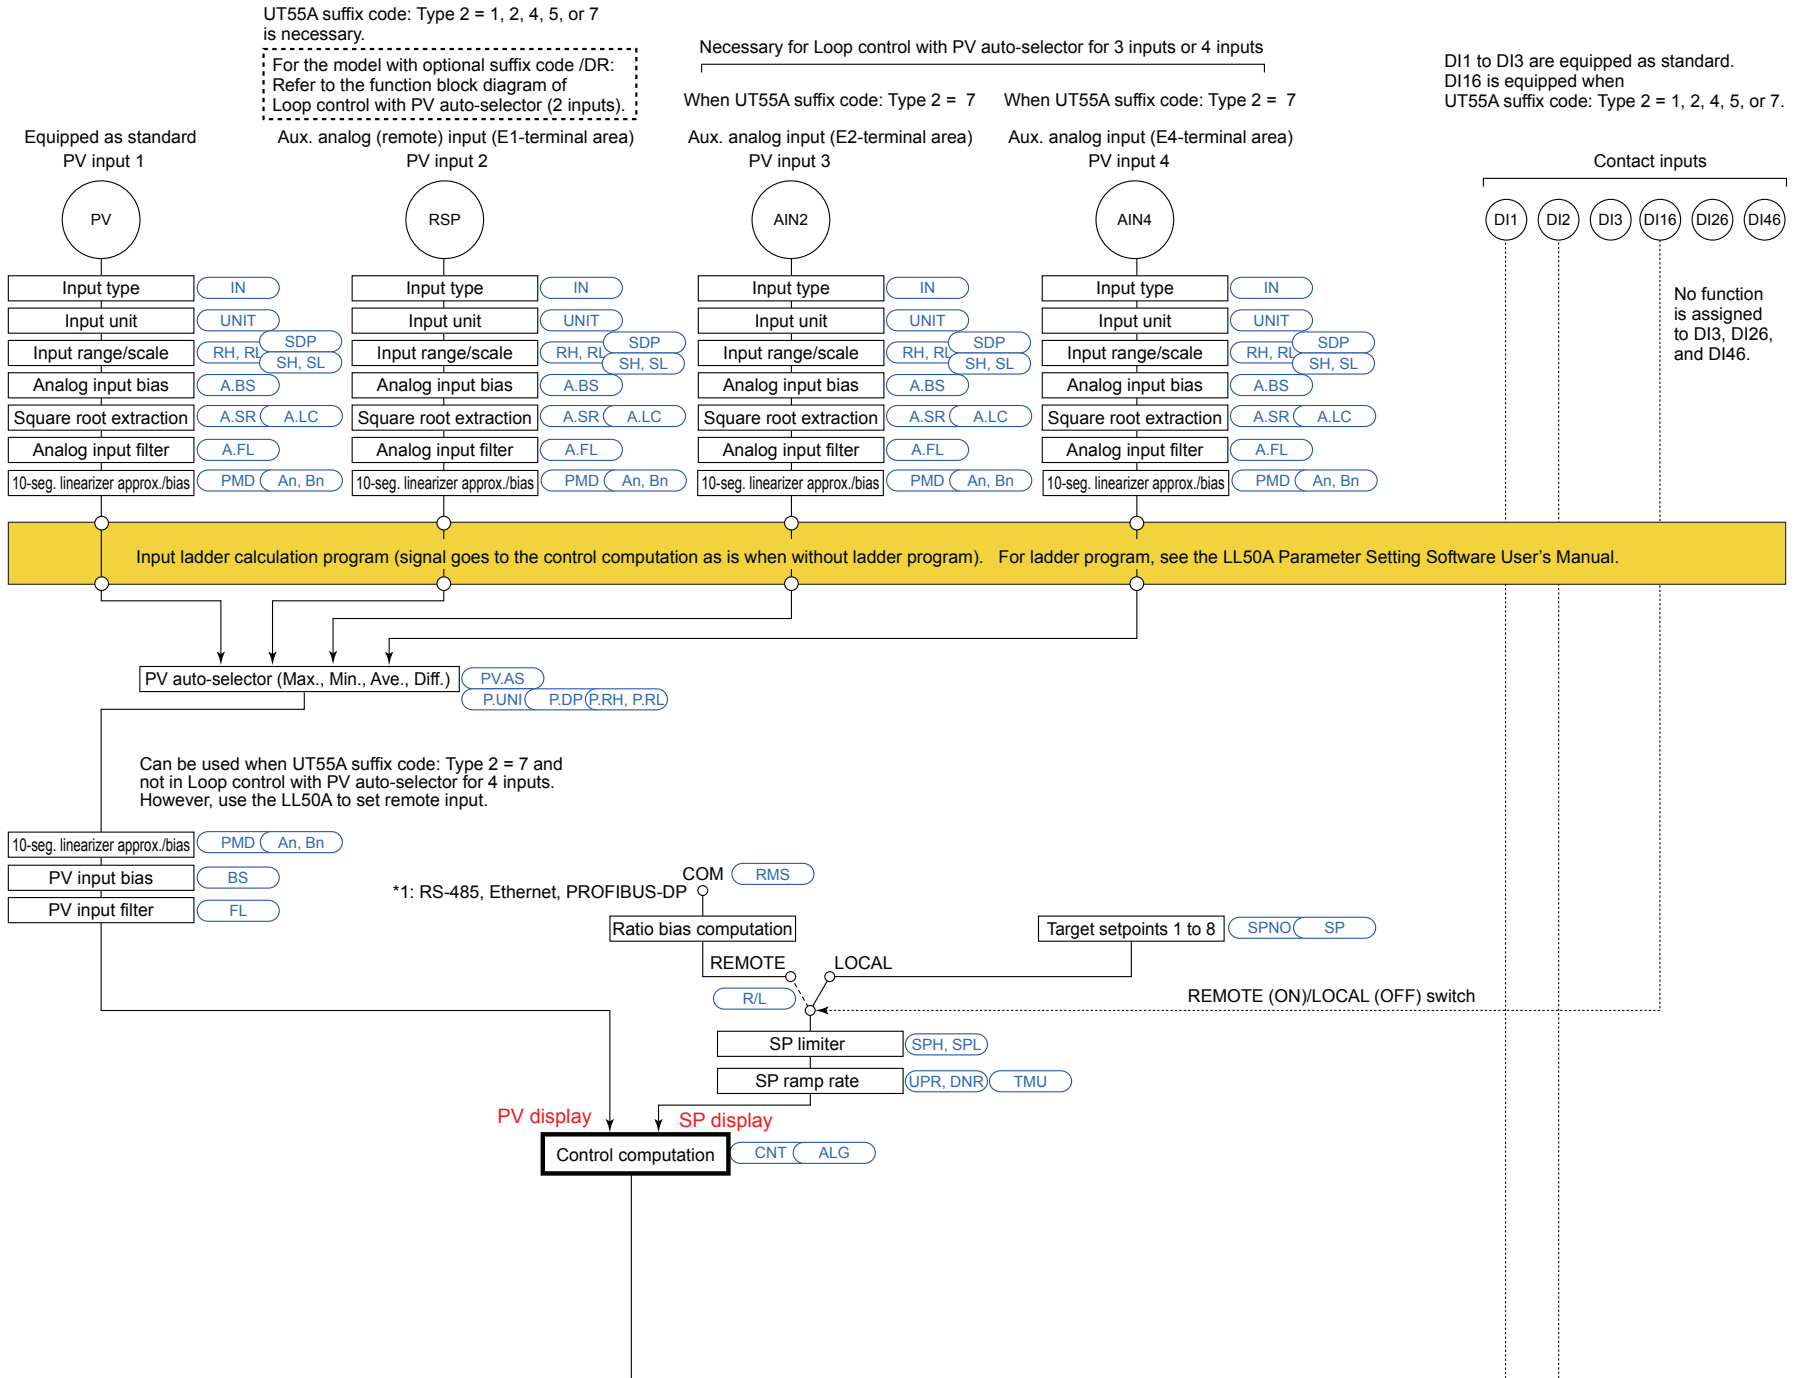 UT55A suffix code: Type 2 = 1, 2, 4, 5, or 7
is necessary.
For the model with optional suffix code /DR:
Refer to the function block diagram of
Loop control with PV auto-selector (2 inputs).
Necessary for Loop control with PV auto-selector for 3 inputs or 4 inputs
DI1 to DI3 are equipped as standard.
DI16 is equipped when
UT55A suffix code: Type 2 = 1, 2, 4, 5, or 7.
When UT55A suffix code: Type 2 = 7
When UT55A suffix code: Type 2 = 7
Equipped as standard
PV input 1
Aux. analog (remote) input (E1-terminal area)
PV input 2
Aux. analog input (E2-terminal area)
PV input 3
Aux. analog input (E4-terminal area)
PV input 4
Contact inputs
PV
RSP
AIN2
AIN4
DI1
DI2
DI3
DI16
DI26
DI46
Input type
IN
Input type
IN
Input type
IN
Input type
IN
Input unit
UNIT
Input unit
UNIT
Input unit
UNIT
Input unit
UNIT
Input range/scale
RH, RL
SDP
SH, SL
Input range/scale
RH, RL
SDP
SH, SL
Input range/scale
RH, RL
SDP
SH, SL
Input range/scale
RH, RL
SDP
SH, SL
Analog input bias
A.BS
Analog input bias
A.BS
Analog input bias
A.BS
Analog input bias
A.BS
Square root extraction
A.SR
A.LC
Square root extraction
A.SR
A.LC
Square root extraction
A.SR
A.LC
Square root extraction
A.SR
A.LC
Analog input filter
A.FL
Analog input filter
A.FL
Analog input filter
A.FL
Analog input filter
A.FL
10-seg. linearizer approx./bias
PMD
An, Bn
10-seg. linearizer approx./bias
PMD
An, Bn
10-seg. linearizer approx./bias
PMD
An, Bn
10-seg. linearizer approx./bias
PMD
An, Bn
No function
is assigned
to DI3, DI26,
and DI46.
Input ladder calculation program (signal goes to the control computation as is when without ladder program). For ladder program, see the LL50A Parameter Setting Software User's Manual.
PV auto-selector (Max., Min., Ave., Diff.)
PV.AS
P.UNI
P.DP
P.RH, P.RL
Can be used when UT55A suffix code: Type 2 = 7 and
not in Loop control with PV auto-selector for 4 inputs.
However, use the LL50A to set remote input.
10-seg. linearizer approx./bias
PMD
An, Bn
PV input bias
BS
PV input filter
FL
COM
RMS
*1: RS-485, Ethernet, PROFIBUS-DP
Ratio bias computation
Target setpoints 1 to 8
SPNO
SP
REMOTE
LOCAL
R/L
REMOTE (ON)/LOCAL (OFF) switch
SP limiter
SPH, SPL
SP ramp rate
UPR, DNR
TMU
PV display
SP display
Control computation
CNT
ALG